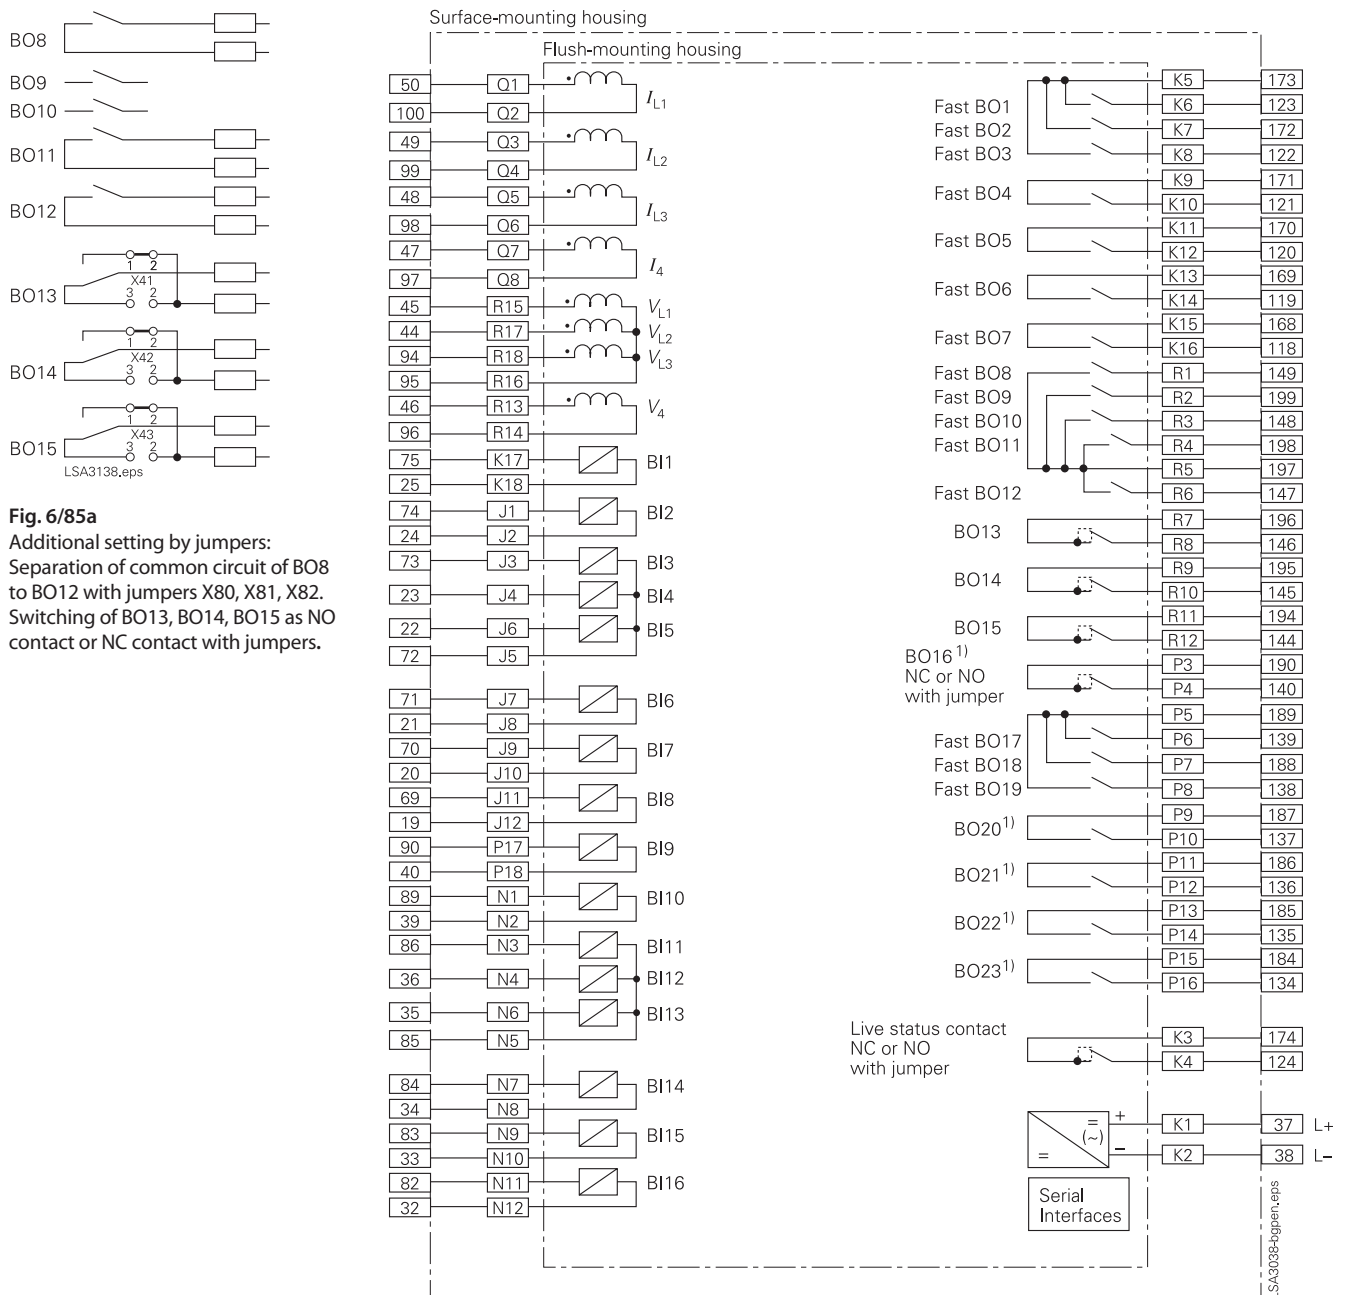 BO8
BO9
BO10
BO11
BO12
1 2
X41
BO13 3 2
1 2
X42
BO14 3 2
1 2
X43
BO15 3 2
LSA3138.eps
Fig. 6/85a
Additional setting by jumpers:
Separation of common circuit of BO8
to BO12 with jumpers X80, X81, X82.
Switching of BO13, BO14, BO15 as NO
contact or NC contact with jumpers.
Surface-mounting housing
Flush-mounting housing
50 Q1
IL1
100 Q2
49 Q3
IL2
99 Q4
48 Q5
IL3
98 Q6
47 Q7
I4
97 Q8
45 R15 VL1
44 R17 VL2
94 R18 VL3
95 R16
46 R13 V4
96 R14
75 K17 BI1
25 K18
74 J1 BI2
24 J2
73 J3 BI3
23 J4 BI4
22 J6 BI5
72 J5
71 J7 BI6
21 J8
70 J9 BI7
20 J10
69 J11 BI8
19 J12
90 P17 BI9
40 P18
89 N1 BI10
39 N2
86 N3 BI11
36 N4 BI12
35 N6 BI13
85 N5
84 N7 BI14
34 N8
83 N9 BI15
33 N10
82 N11 BI16
32 N12
K5 173
Fast BO1 K6 123
Fast BO2 K7 172
Fast BO3 K8 122
K9 171
Fast BO4
K10 121
K11 170
Fast BO5
K12 120
K13 169
Fast BO6
K14 119
K15 168
Fast BO7
K16 118
Fast BO8 R1 149
Fast BO9 R2 199
Fast BO10 R3 148
Fast BO11 R4 198
R5 197
Fast BO12 R6 147
R7 196
BO13
R8 146
R9 195
BO14
R10 145
R11 194
BO15
R12 144
BO16 1)
P3 190
NC or NO
P4 140
with jumper
P5 189
Fast BO17 P6 139
Fast BO18 P7 188
Fast BO19 P8 138
P9 187
BO20 1)
P10 137
P11 186
BO21 1)
P12 136
P13 185
BO22 1)
P14 135
P15 184
BO23 1)
P16 134
Live status contact
K3 174
NC or NO
K4 124
with jumper
= (~) = + K1 37 L+
– K2 38 L–
Serial
Interfaces
LSA3038-bgpen.eps